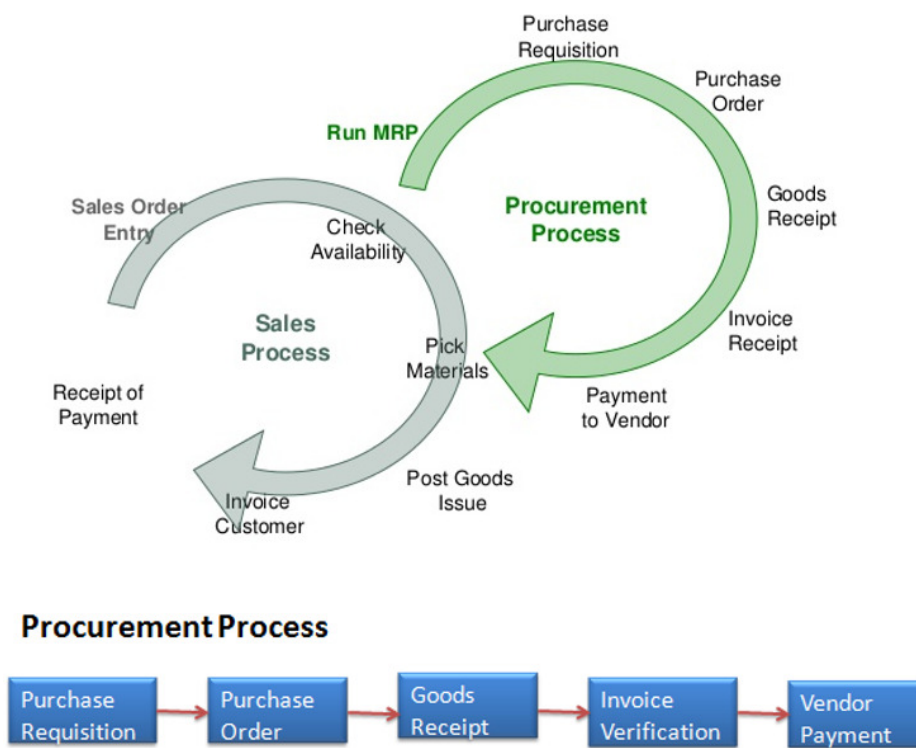 Purchase
Requisition
Purchase
Order
Run MRP
Goods
Receipt
Procurement
Process
Invoice
Receipt
Payment
to Vendor
Sales Order
Entry
Check
Availability
Sales
Process
Pick
Materials
Post Goods
Issue
Invoice
Customer
Receipt of
Payment
Procurement Process
Purchase
Requisition
Purchase
Order
Goods
Receipt
Invoice
Verification
Vendor
Payment